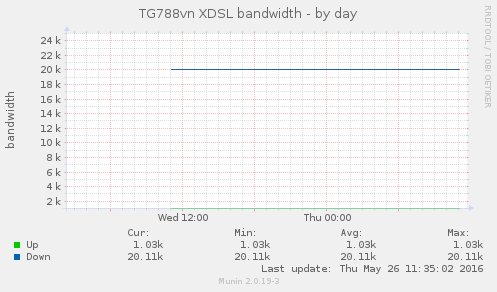 TG788vn XDSL bandwidth - by day
RRDTOOL / TOBI OETIKER
bandwidth
24 k
22 k
20 k
18 k
16 k
14 k
12 k
10 k
8 k
6 k
4 k
2 k
Wed 12:00 Thu 00:00
Cur: Min: Avg: Max:
Up 1.03k 1.03k 1.03k 1.03k
Down 20.11k 20.11k 20.11k 20.11k
Last update: Thu May 26 11:35:02 2016
Munin 2.0.19-3